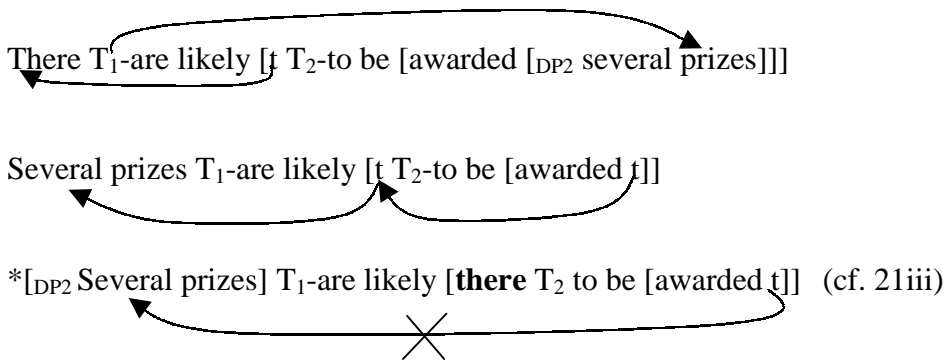 There T₁-are likely [t T₂-to be [awarded [DP2 several prizes]]]
Several prizes T₁-are likely [t T₂-to be [awarded t]]
*[DP2 Several prizes] T₁-are likely [there T₂ to be [awarded t]] (cf. 21iii)